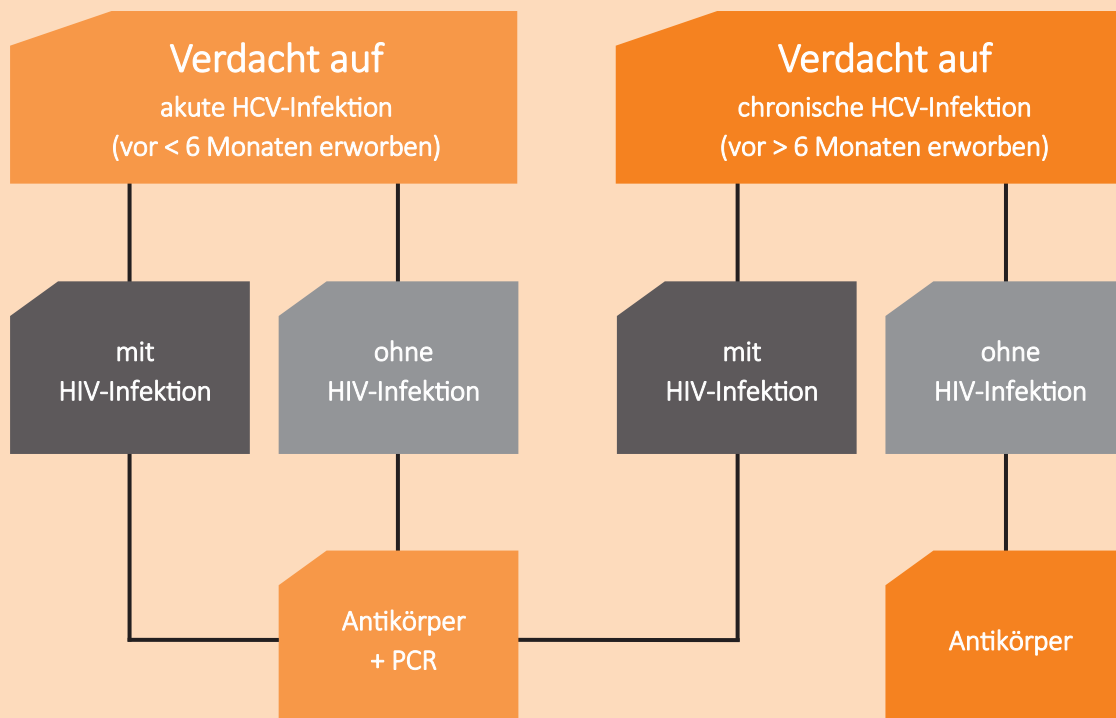 Verdacht auf
akute HCV-Infektion
(vor < 6 Monaten erworben)
Verdacht auf
chronische HCV-Infektion
(vor > 6 Monaten erworben)
mit
HIV-Infektion
ohne
HIV-Infektion
mit
HIV-Infektion
ohne
HIV-Infektion
Antikörper
+ PCR
Antikörper